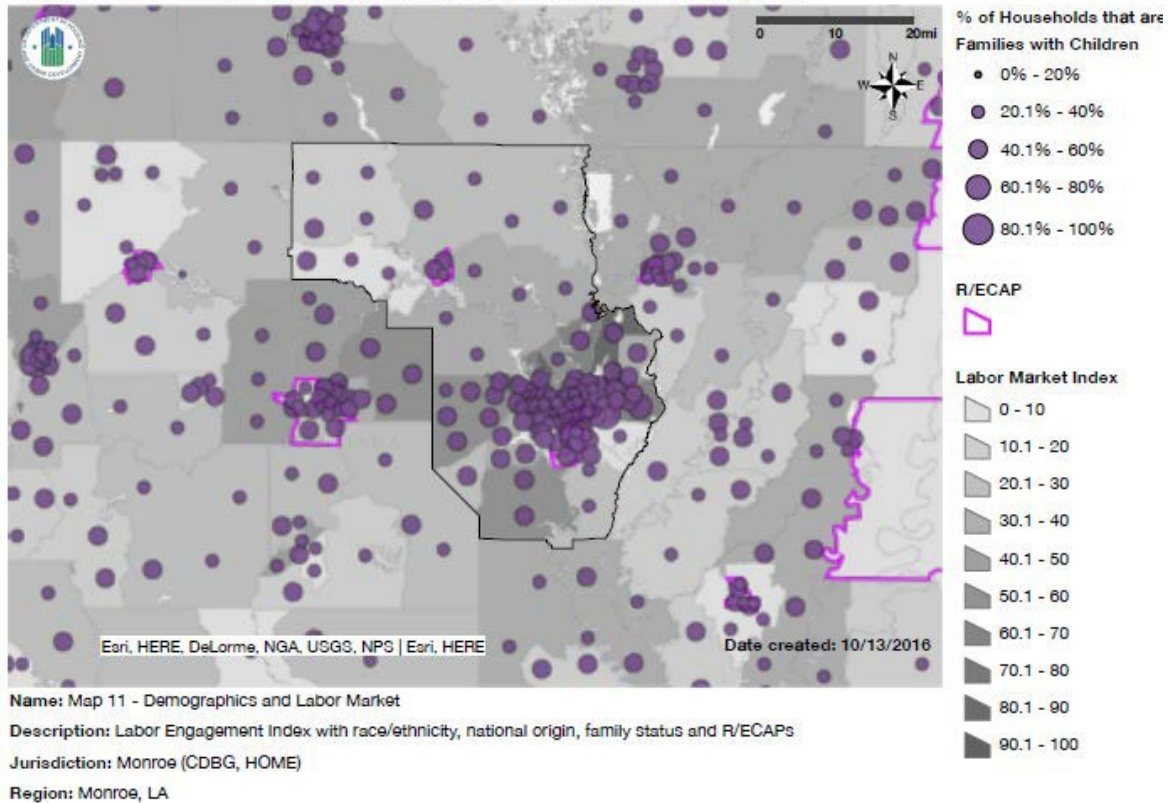 0 10 20mi
N
W E
S
Esri, HERE, DeLorme, NGA, USGS, NPS | Esri, HERE
Date created: 10/13/2016
% of Households that are
Families with Children
0% - 20%
20.1% - 40%
40.1% - 60%
60.1% - 80%
80.1% - 100%
R/ECAP
Labor Market Index
0 - 10
10.1 - 20
20.1 - 30
30.1 - 40
40.1 - 50
50.1 - 60
60.1 - 70
70.1 - 80
80.1 - 90
90.1 - 100
Name: Map 11 - Demographics and Labor Market
Description: Labor Engagement Index with race/ethnicity, national origin, family status and R/ECAPs
Jurisdiction: Monroe (CDBG, HOME)
Region: Monroe, LA